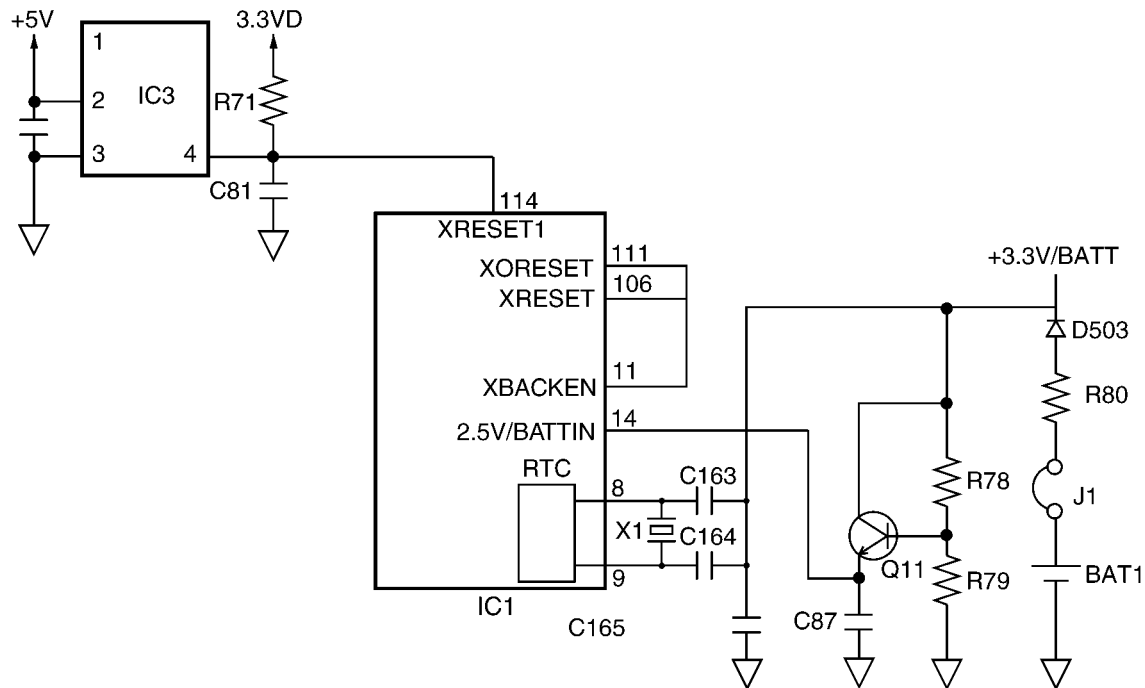 +5V
3.3VD
1
2
IC3
R71
3
4
C81
114
XRESET1
XORESET
111
XRESET
106
+3.3V/BATT
D503
XBACKEN
11
R80
2.5V/BATTIN
14
RTC
8
C163
R78
J1
X1
C164
9
Q11
R79
BAT1
IC1
C165
C87